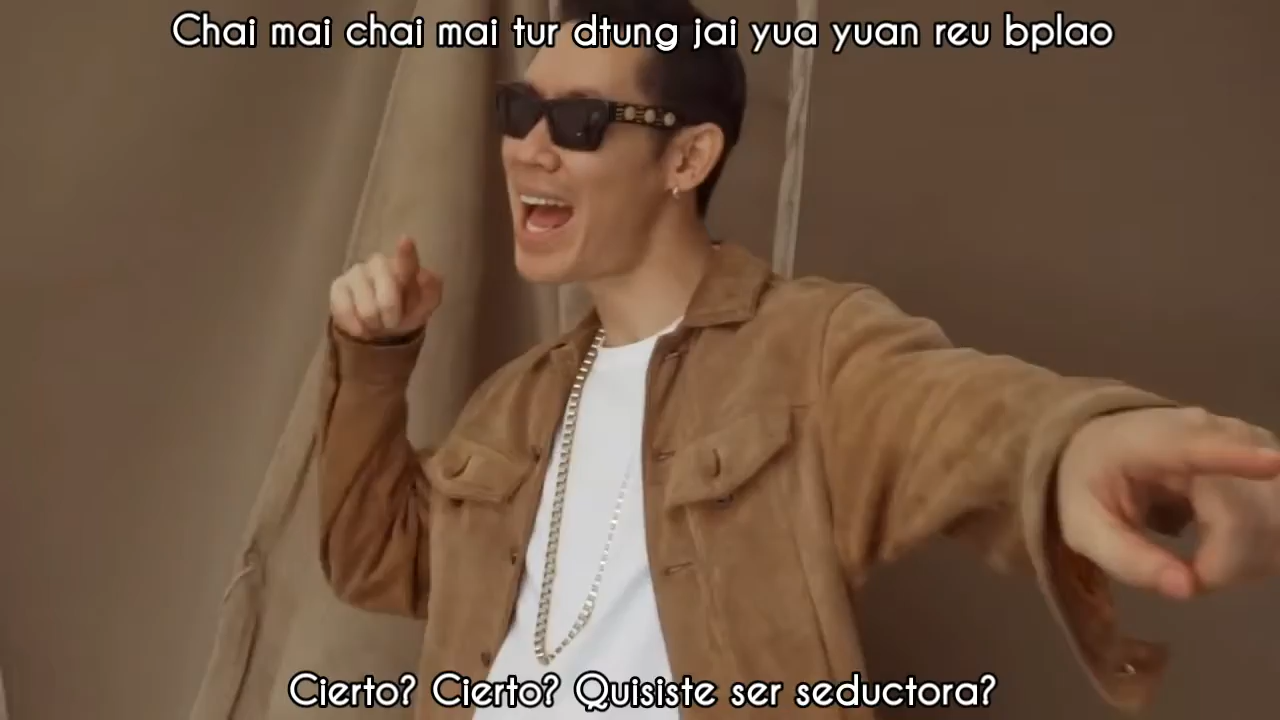 Chai mai chai mai tur dtung jai yua yuan reu bplao
Cierto? Cierto? Quisiste ser seductora?